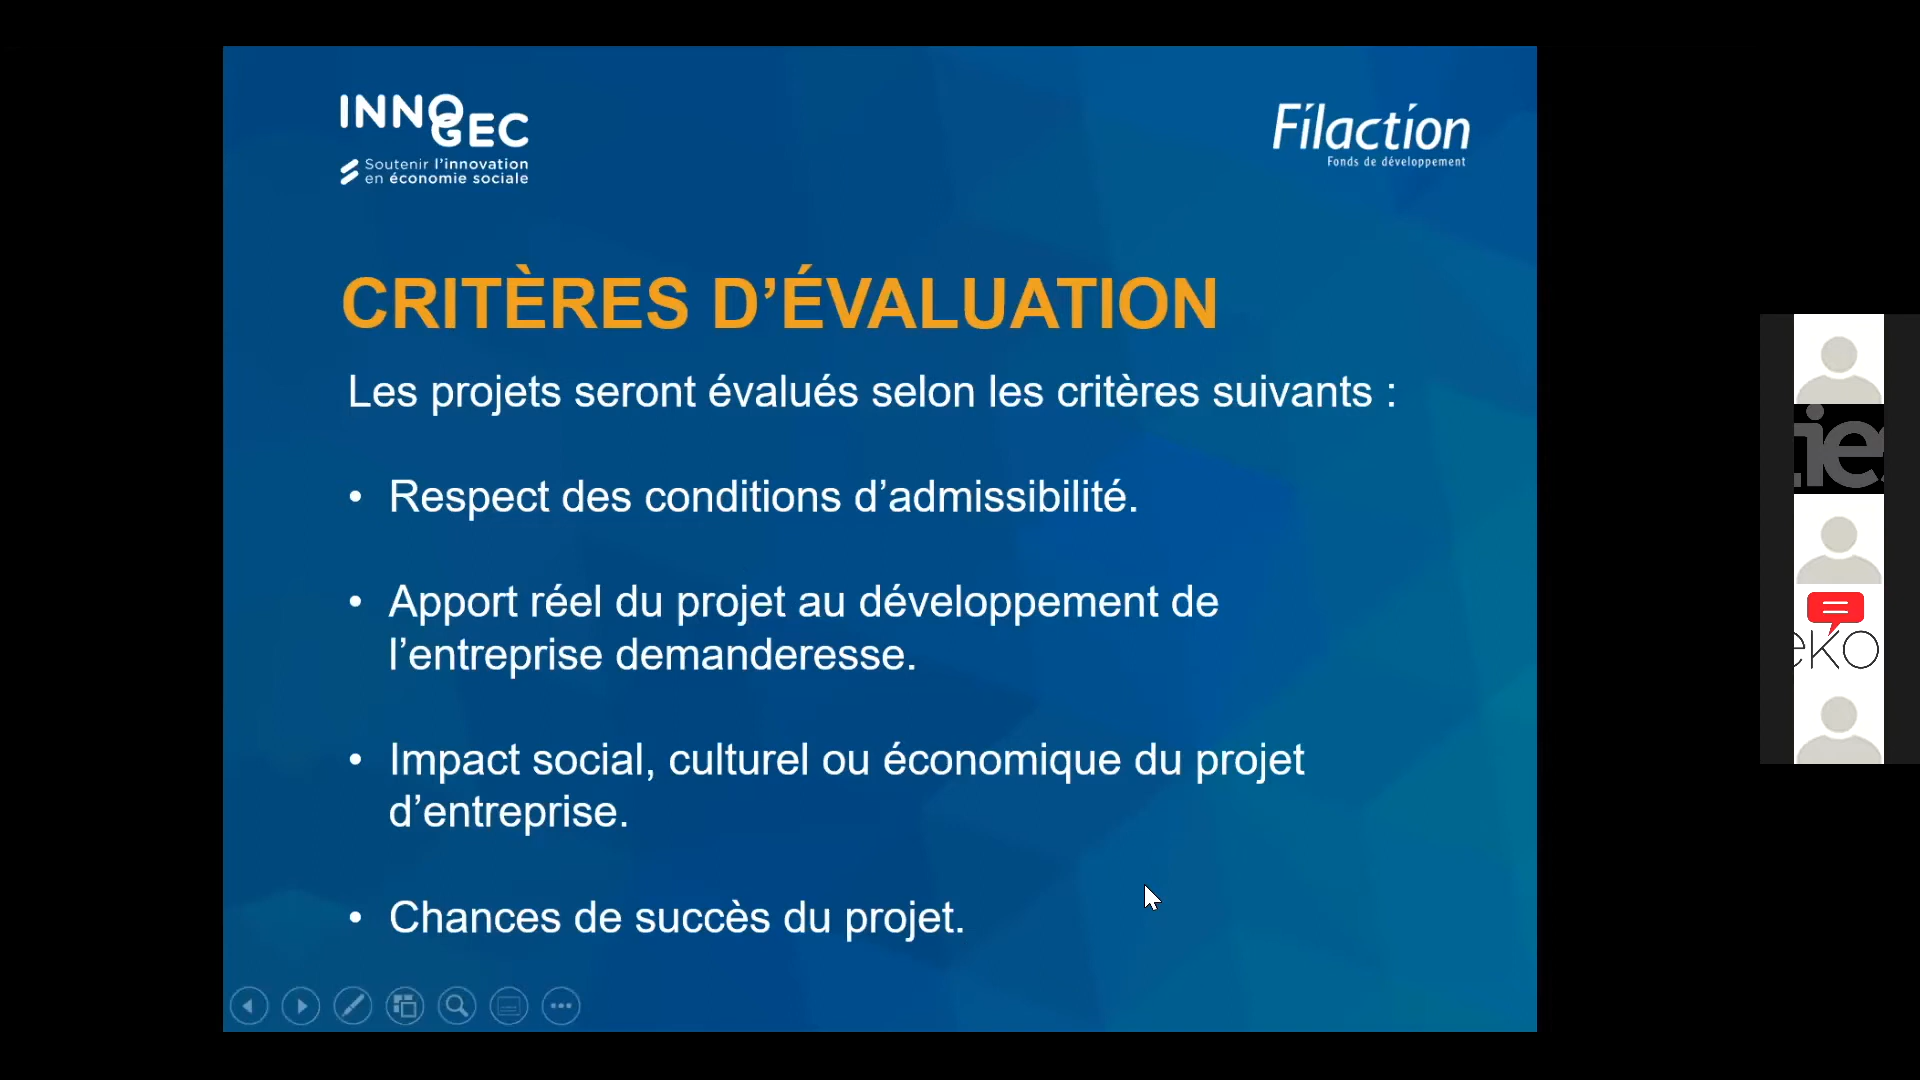 INNOGEC
Soutenir l'innovation
en économie sociale
Filaction
Fonds de développement
CRITÈRES D’ÉVALUATION
Les projets seront évalués selon les critères suivants :
• Respect des conditions d’admissibilité.
• Apport réel du projet au développement de
l’entreprise demanderesse.
• Impact social, culturel ou économique du projet
d’entreprise.
• Chances de succès du projet.